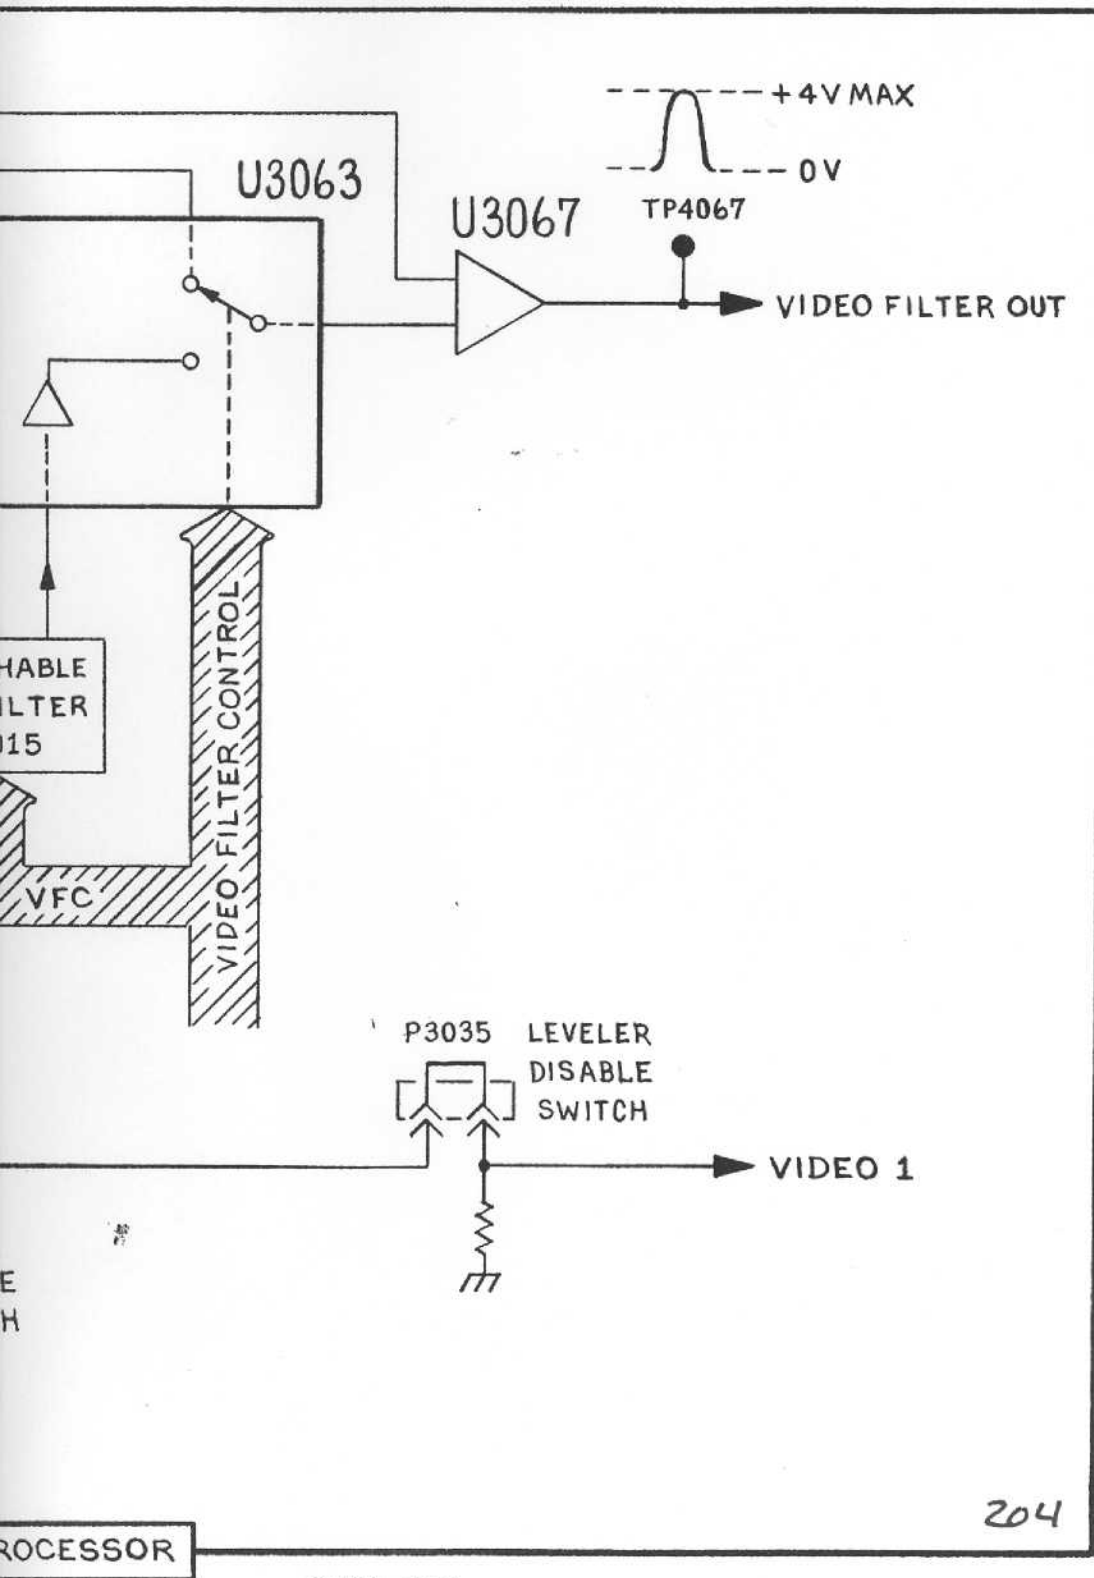 +4V MAX
U3063
0V
U3067
TP4067
VIDEO FILTER OUT
HABLE
ILTER
015
VIDEO FILTER CONTROL
VFC
P3035 LEVELER
DISABLE
SWITCH
VIDEO 1
E
H
204
ROCESSOR